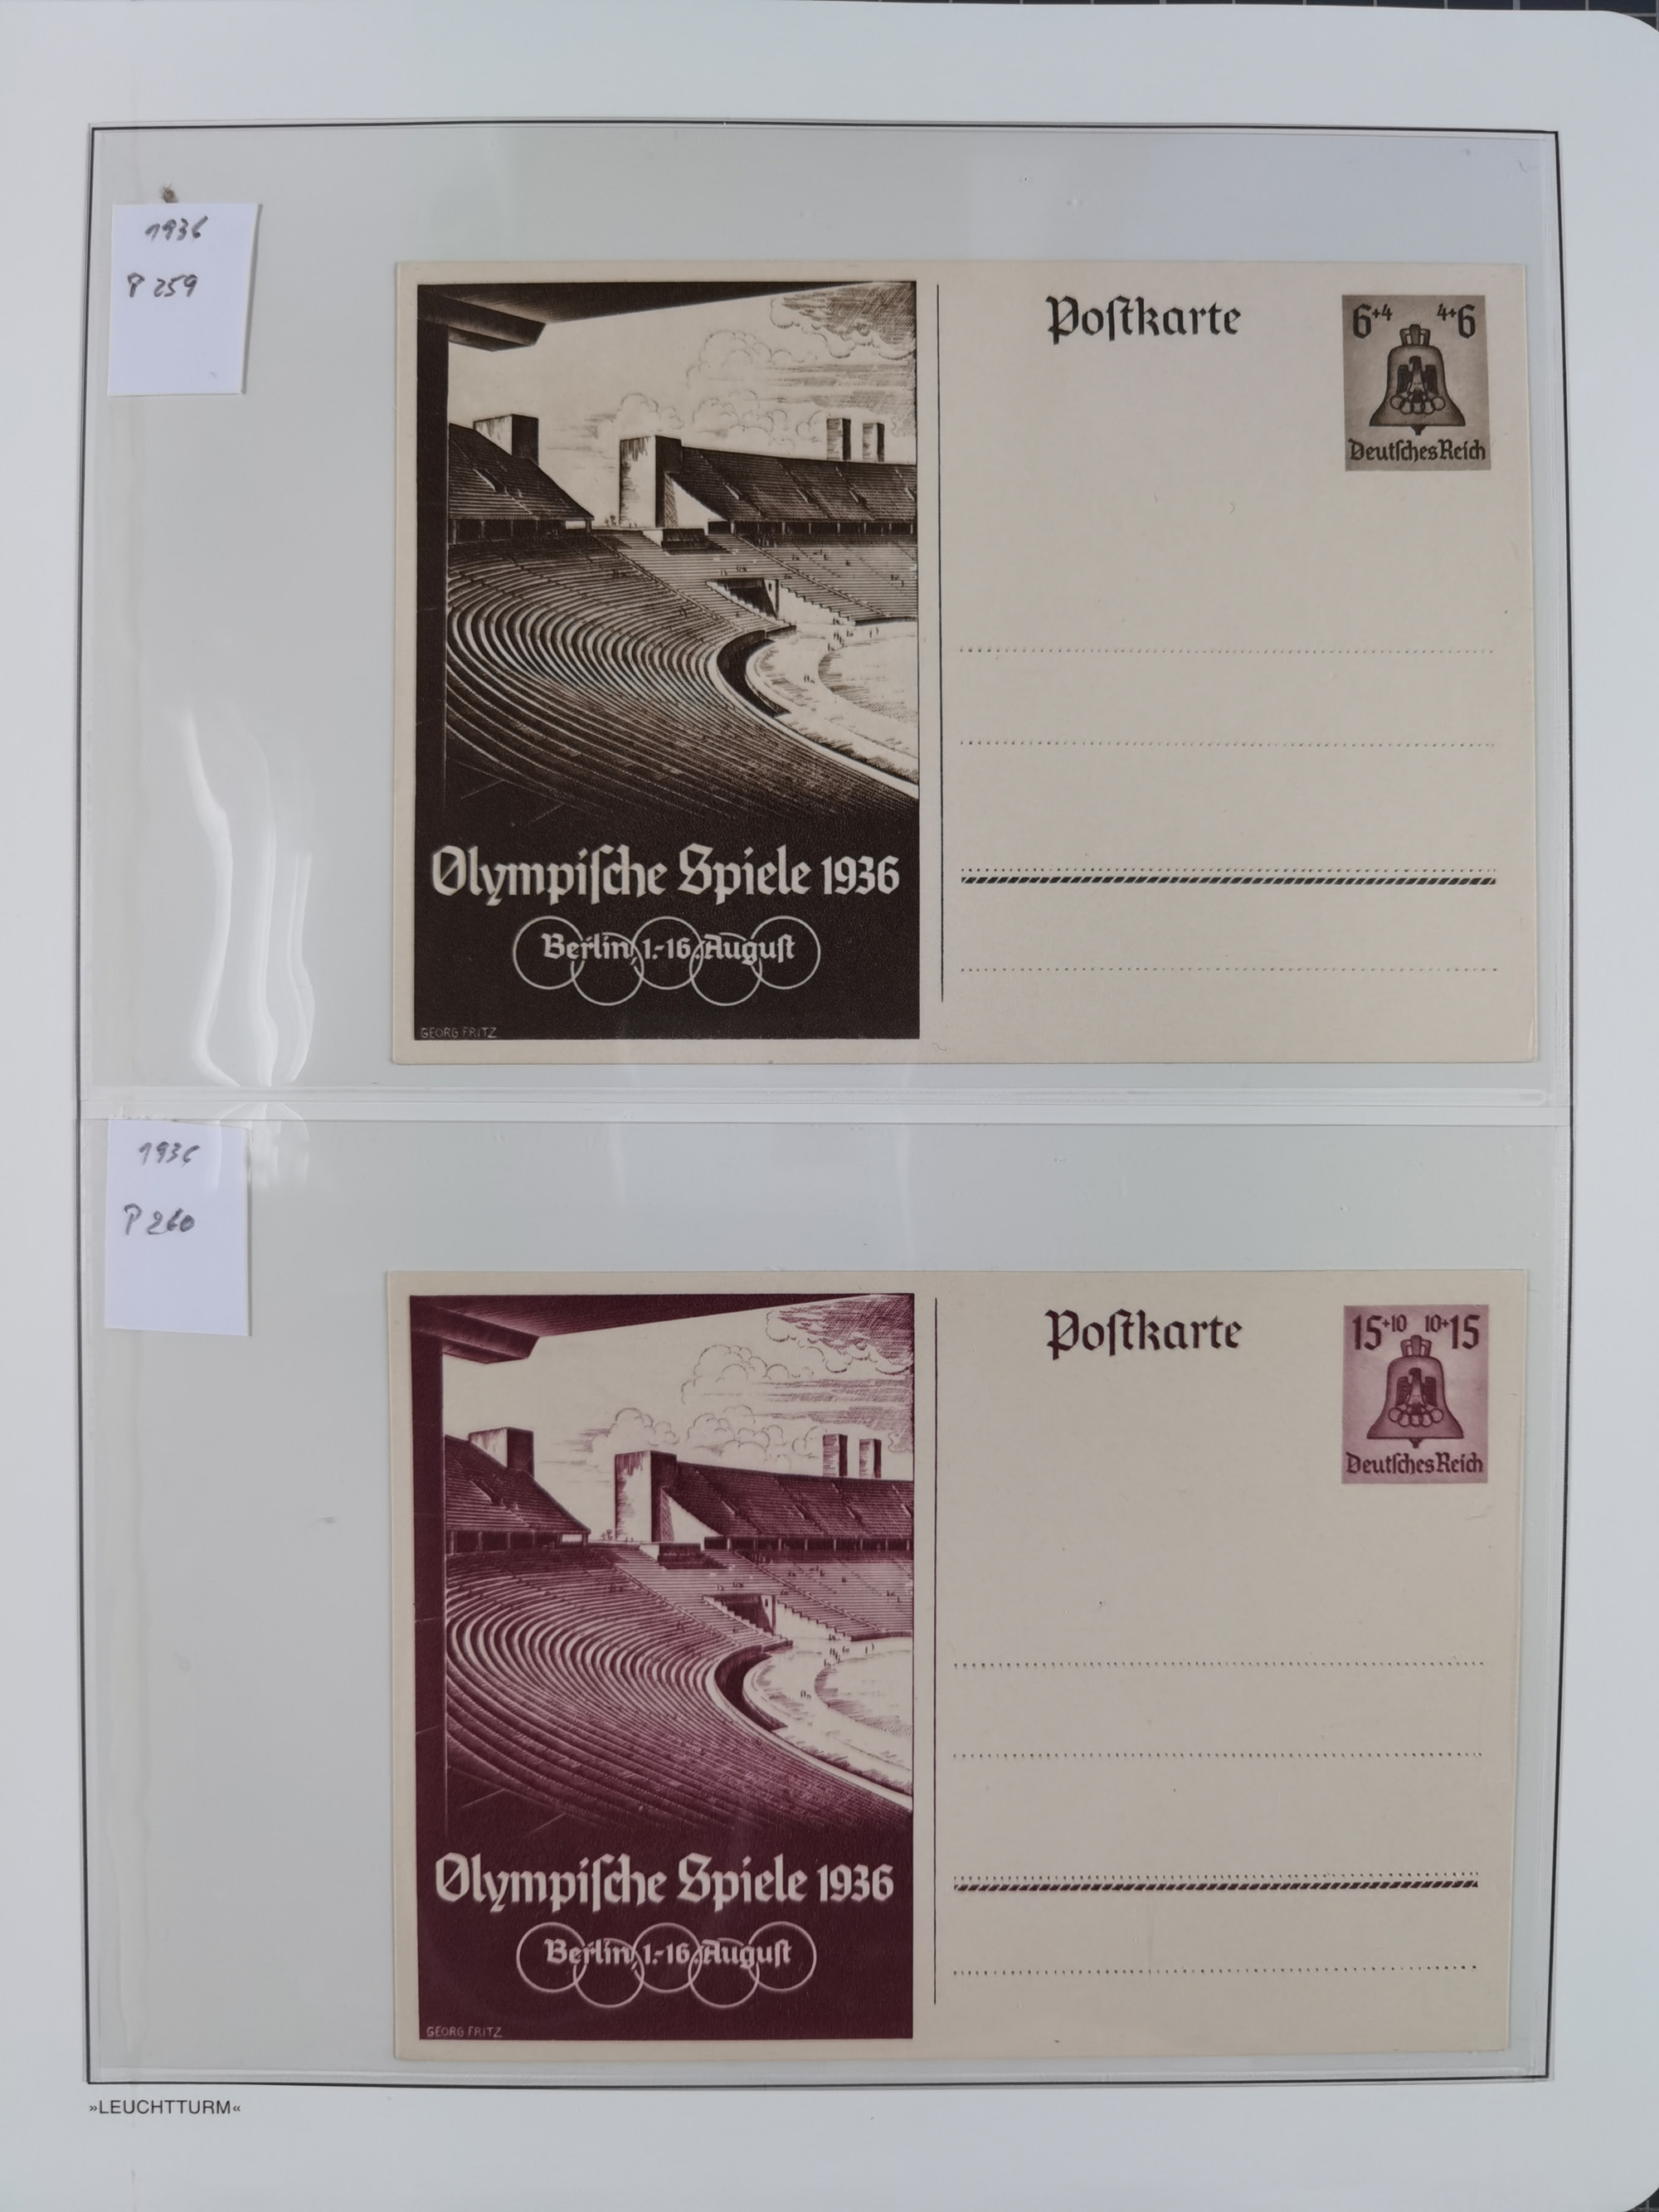 1936
P 259
Poſtkarte
6+4 4+6
Deutſches Reich
Olympiſche Spiele 1936
Berlin, 1.-16. Auguſt
GEORG FRITZ
1936
P 260
Poſtkarte
15+10 10+15
Deutſches Reich
Olympiſche Spiele 1936
Berlin, 1.-16. Auguſt
GEORG FRITZ
»LEUCHTTURM«